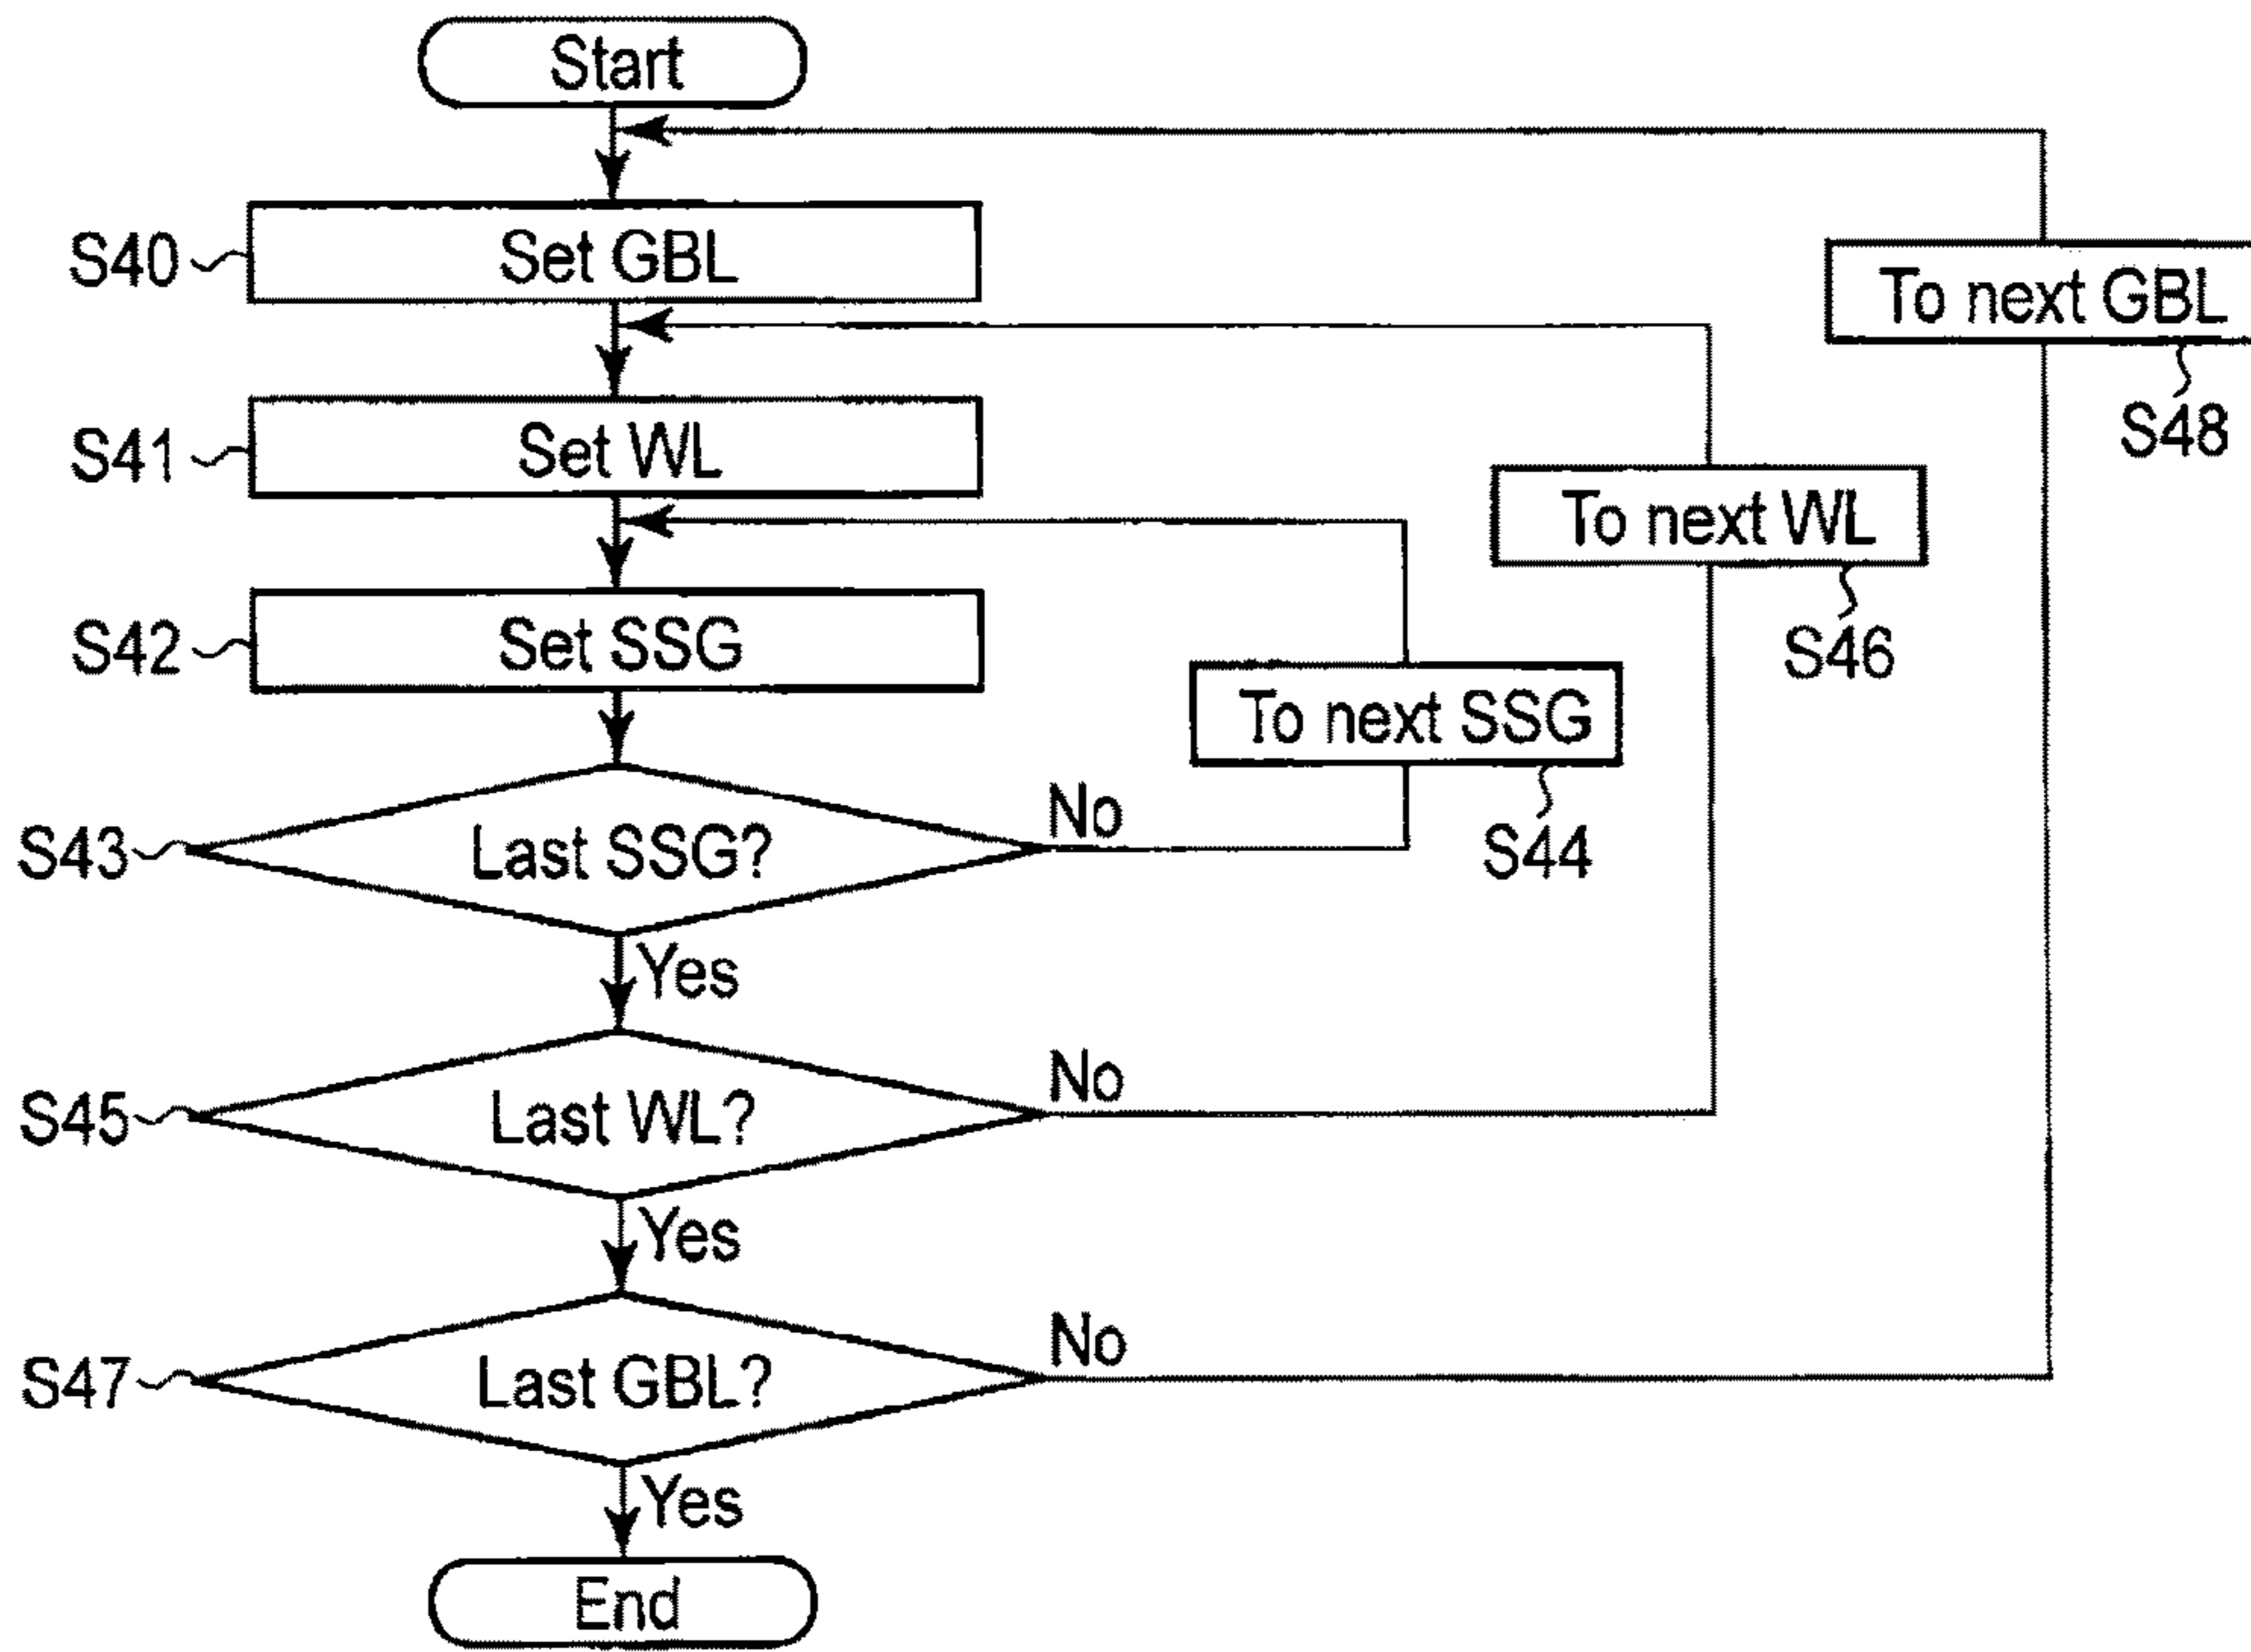 Start
S40
Set GBL
To next GBL
S48
S41
Set WL
To next WL
S46
S42
Set SSG
To next SSG
S44
S43
Last SSG?
No
Yes
S45
Last WL?
No
Yes
S47
Last GBL?
No
Yes
End